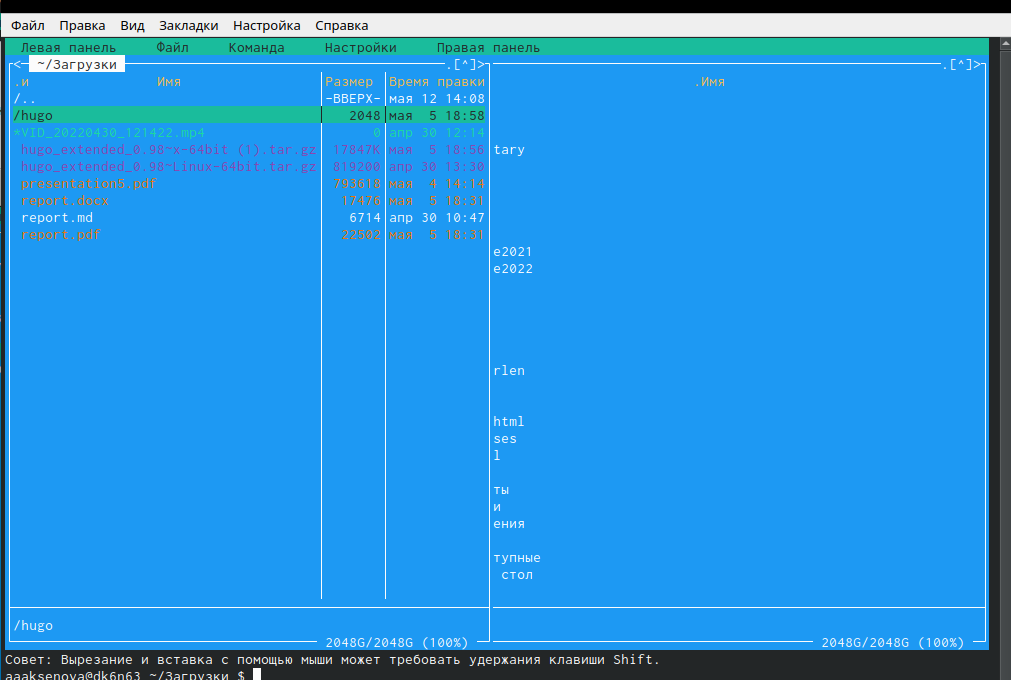 Файл Правка Вид Закладки Настройка Справка
Левая панель Файл Команда Настройки Правая панель
<─ ~/Загрузки .[^]> .[^]>
.и Имя Размер Время правки .Имя
/.. -ВВЕРХ- мая 12 14:08
/hugo 2048 мая 5 18:58
*VID_20220430_121422.mp4 0 апр 30 12:14
hugo_extended_0.98~x-64bit (1).tar.gz 17847K мая 5 18:56 tary
hugo_extended_0.98~Linux-64bit.tar.gz 819200 апр 30 13:30
presentation5.pdf 793618 мая 4 14:14
report.docx 17476 мая 5 18:31
report.md 6714 апр 30 10:47
report.pdf 22502 мая 5 18:31
e2021
e2022
rlen
html
ses
l
ты
и
ения
тупные
стол
/hugo
2048G/2048G (100%) 2048G/2048G (100%)
Совет: Вырезание и вставка с помощью мыши может требовать удержания клавиши Shift.
aaaksenova@dk6n63 ~/Загрузки $